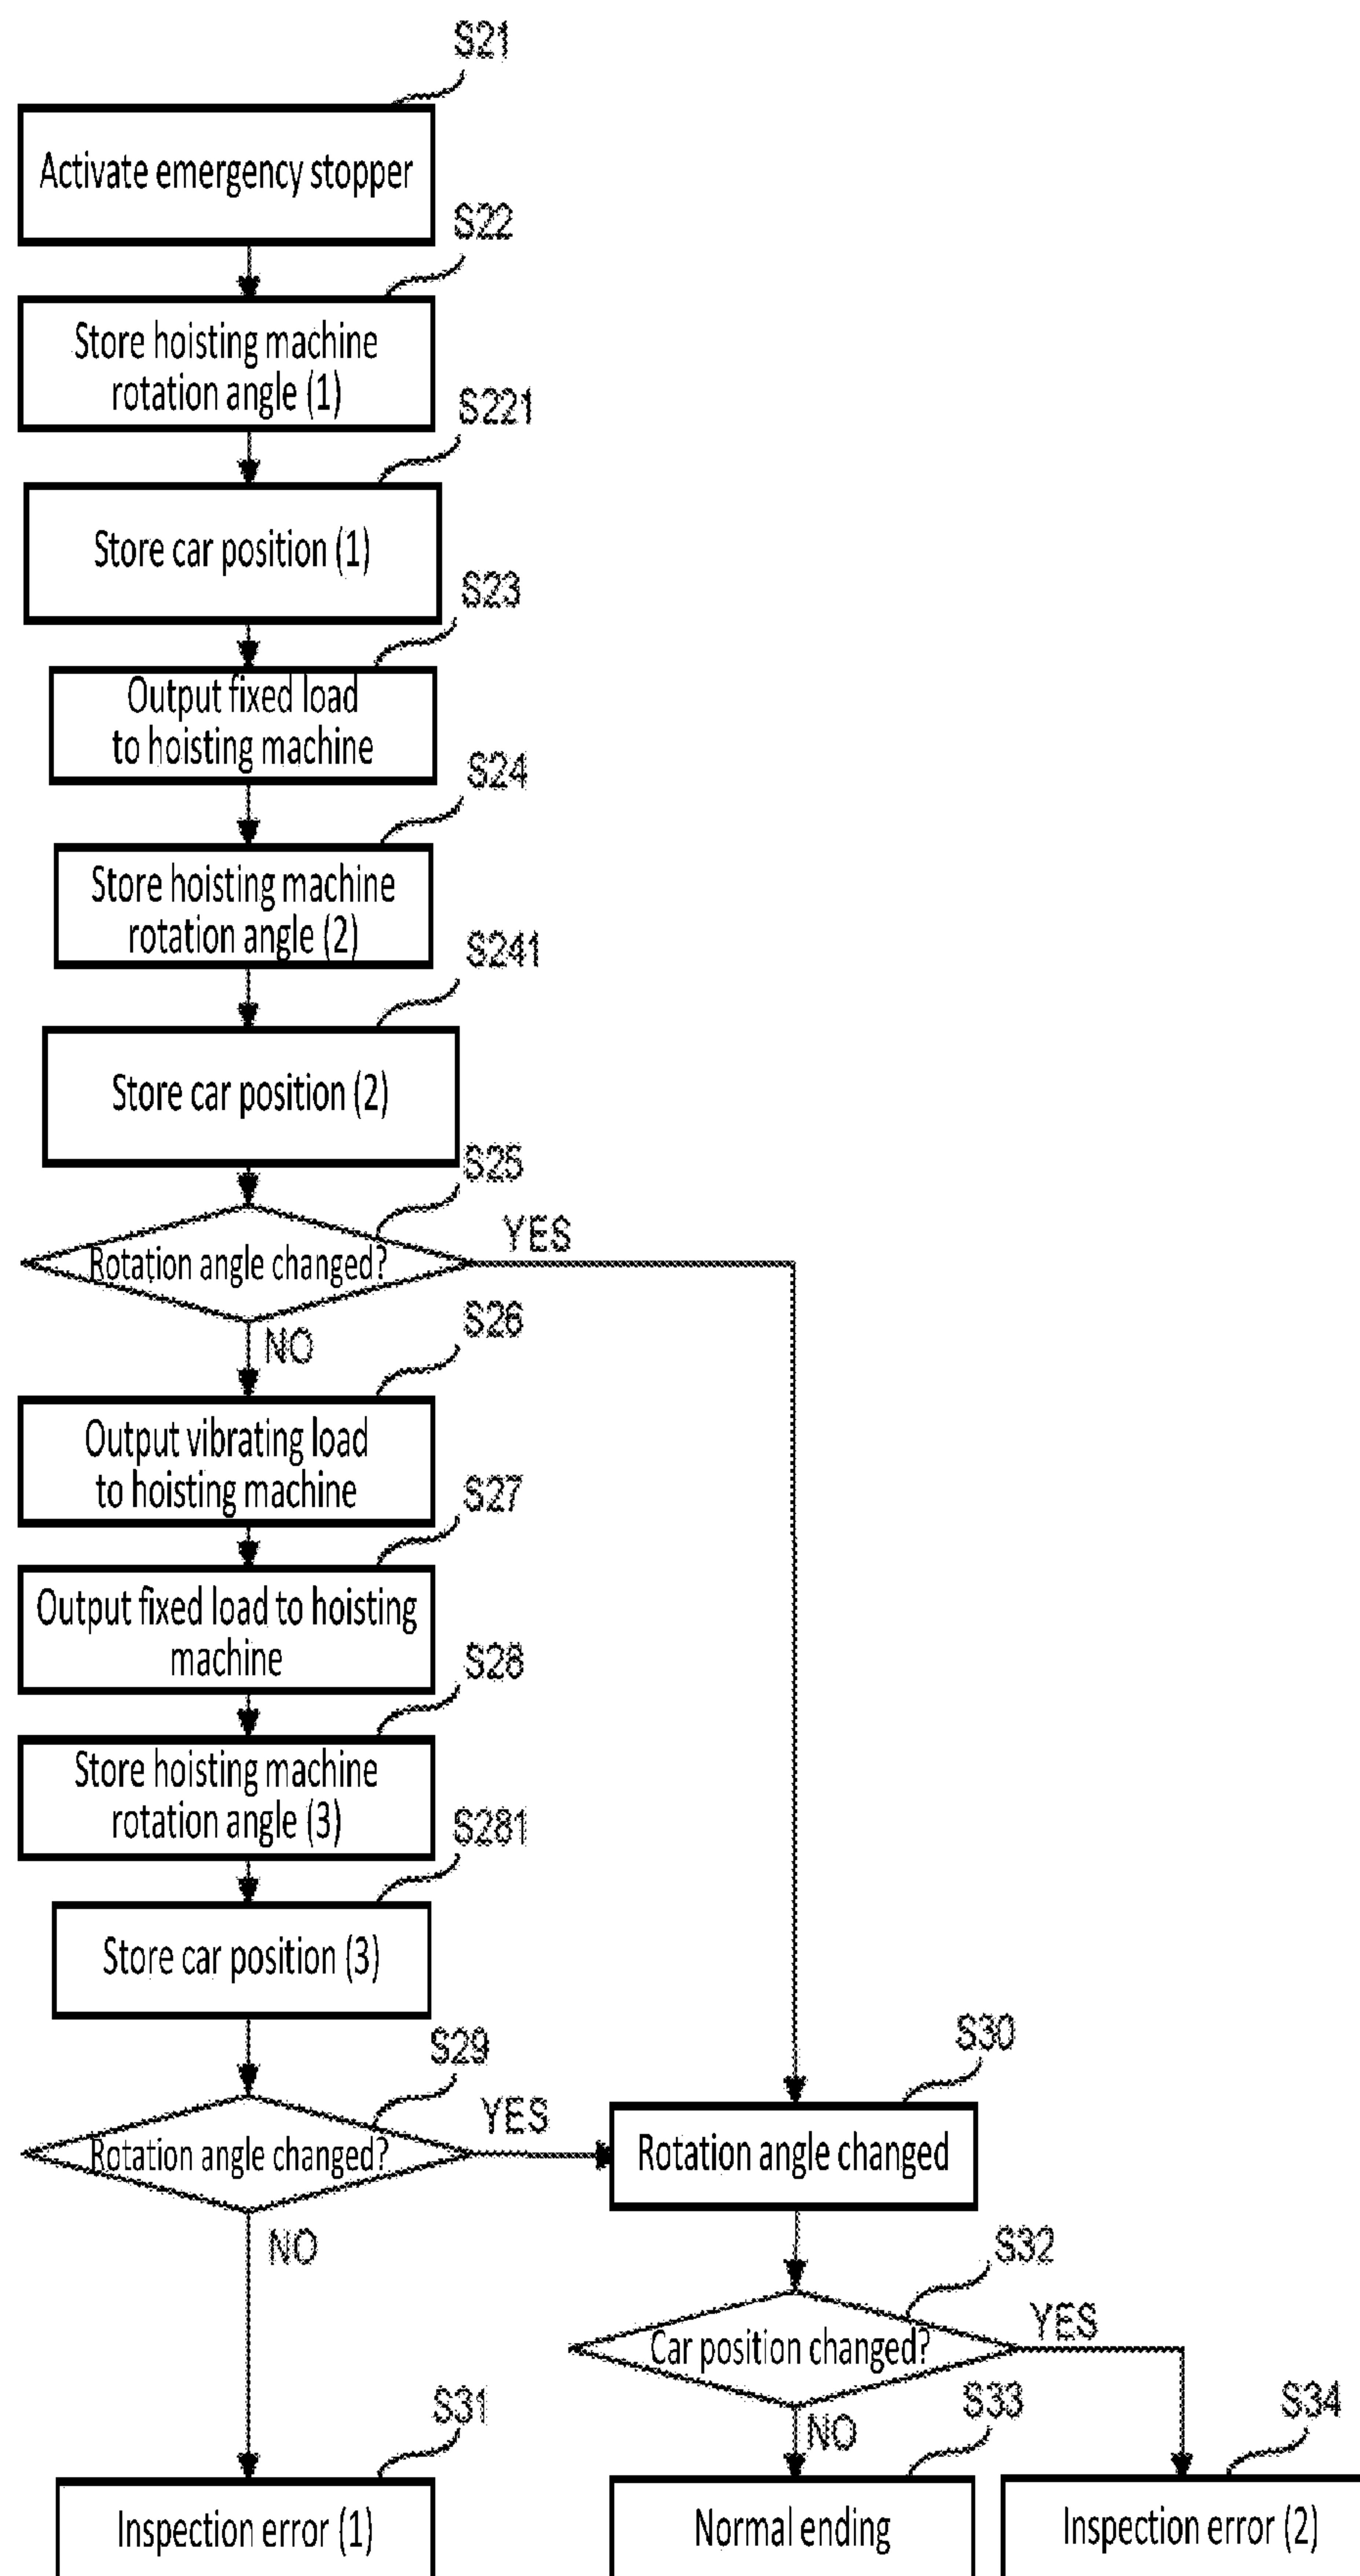 S21
Activate emergency stopper
S22
Store hoisting machine
rotation angle (1)
S221
Store car position (1)
S23
Output fixed load
to hoisting machine
S24
Store hoisting machine
rotation angle (2)
S241
Store car position (2)
S25
Rotation angle changed?
YES
NO
S26
Output vibrating load
to hoisting machine
S27
Output fixed load to hoisting
machine
S28
Store hoisting machine
rotation angle (3)
S281
Store car position (3)
S29
Rotation angle changed?
YES
NO
S30
Rotation angle changed
S32
Car position changed?
YES
NO
S31
Inspection error (1)
S33
Normal ending
S34
Inspection error (2)